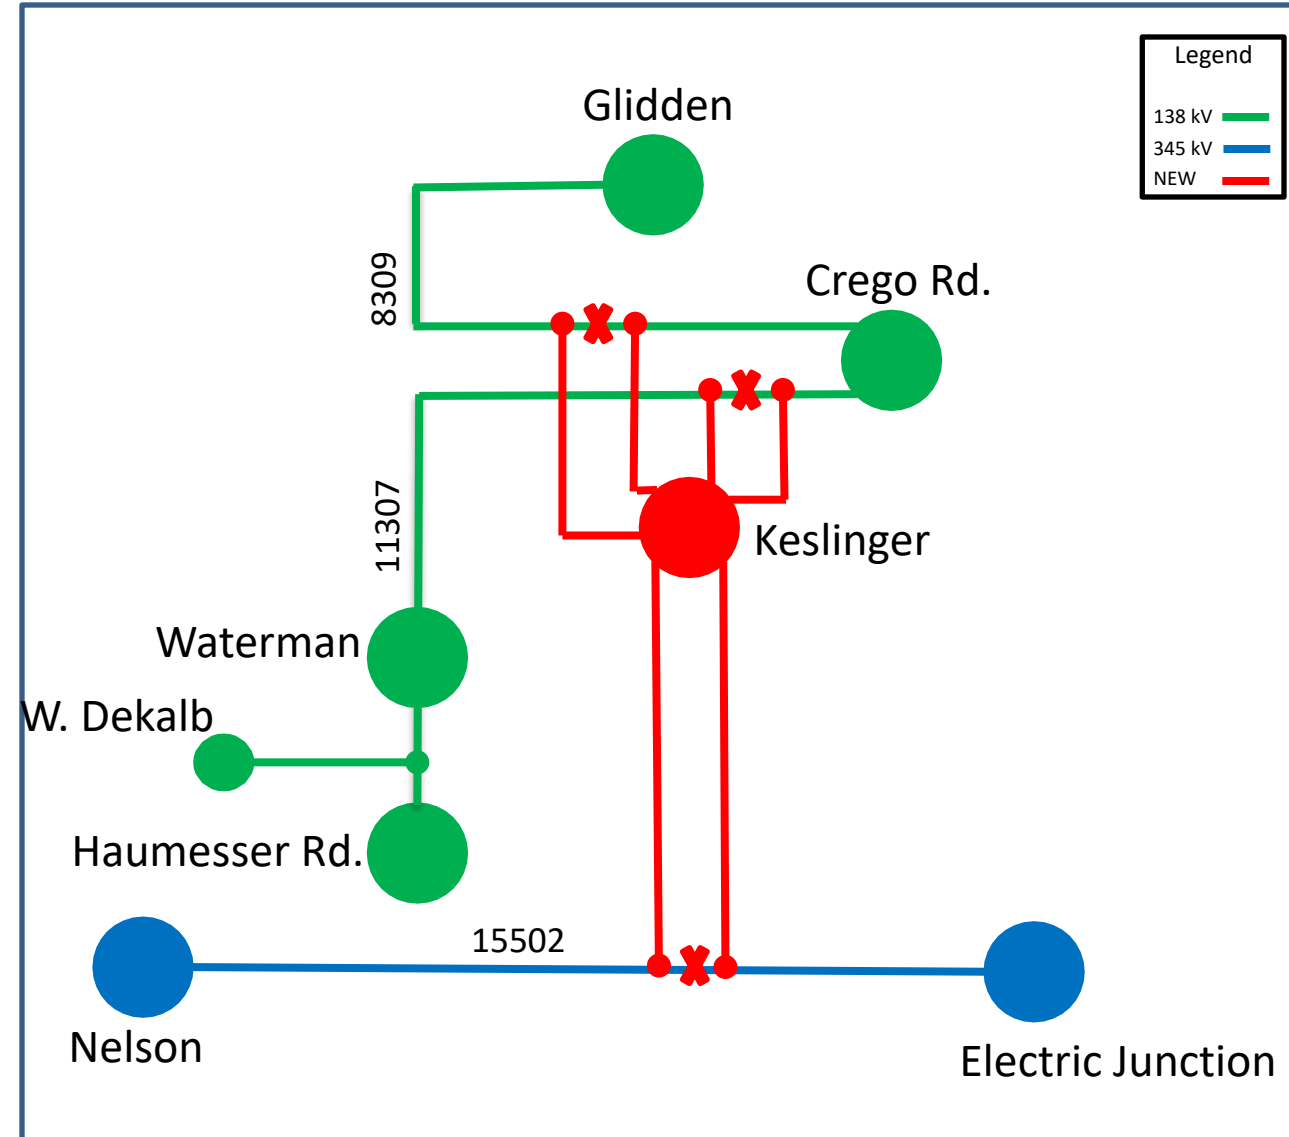 Legend
138 kV
345 kV
NEW
Glidden
Crego Rd.
8309
11307
Keslinger
Waterman
W. Dekalb
Haumesser Rd.
15502
Nelson
Electric Junction